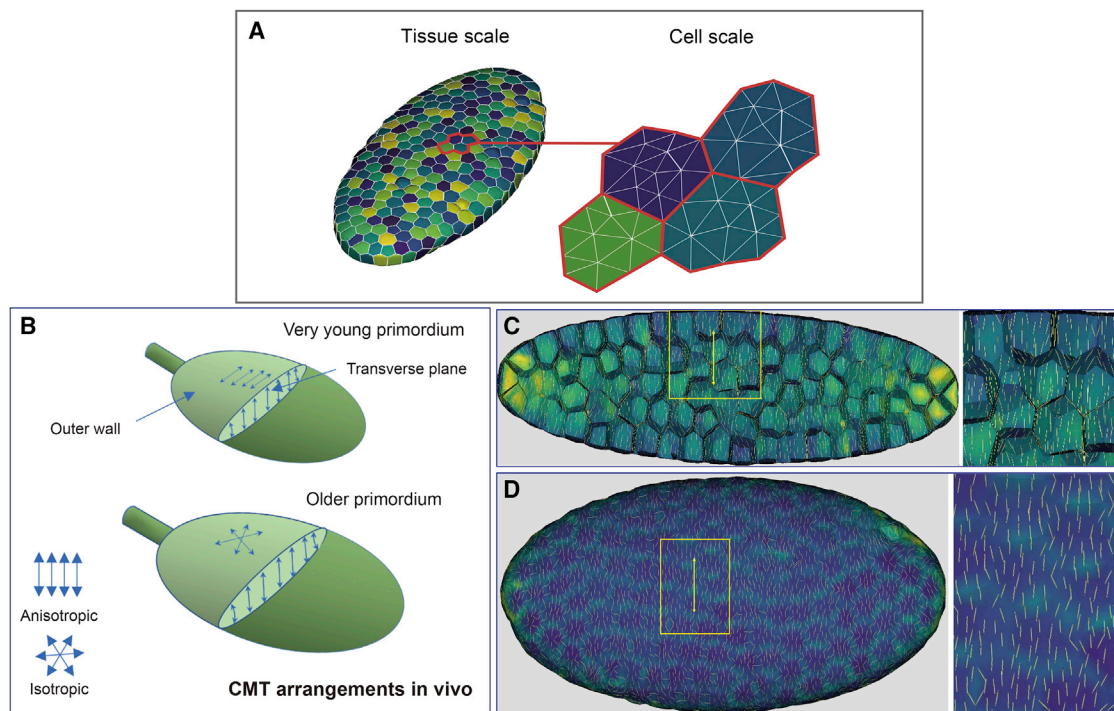 A
Tissue scale
Cell scale
B
Very young primordium
Transverse plane
Outer wall
Older primordium
Anisotropic
Isotropic
CMT arrangements in vivo
C
D